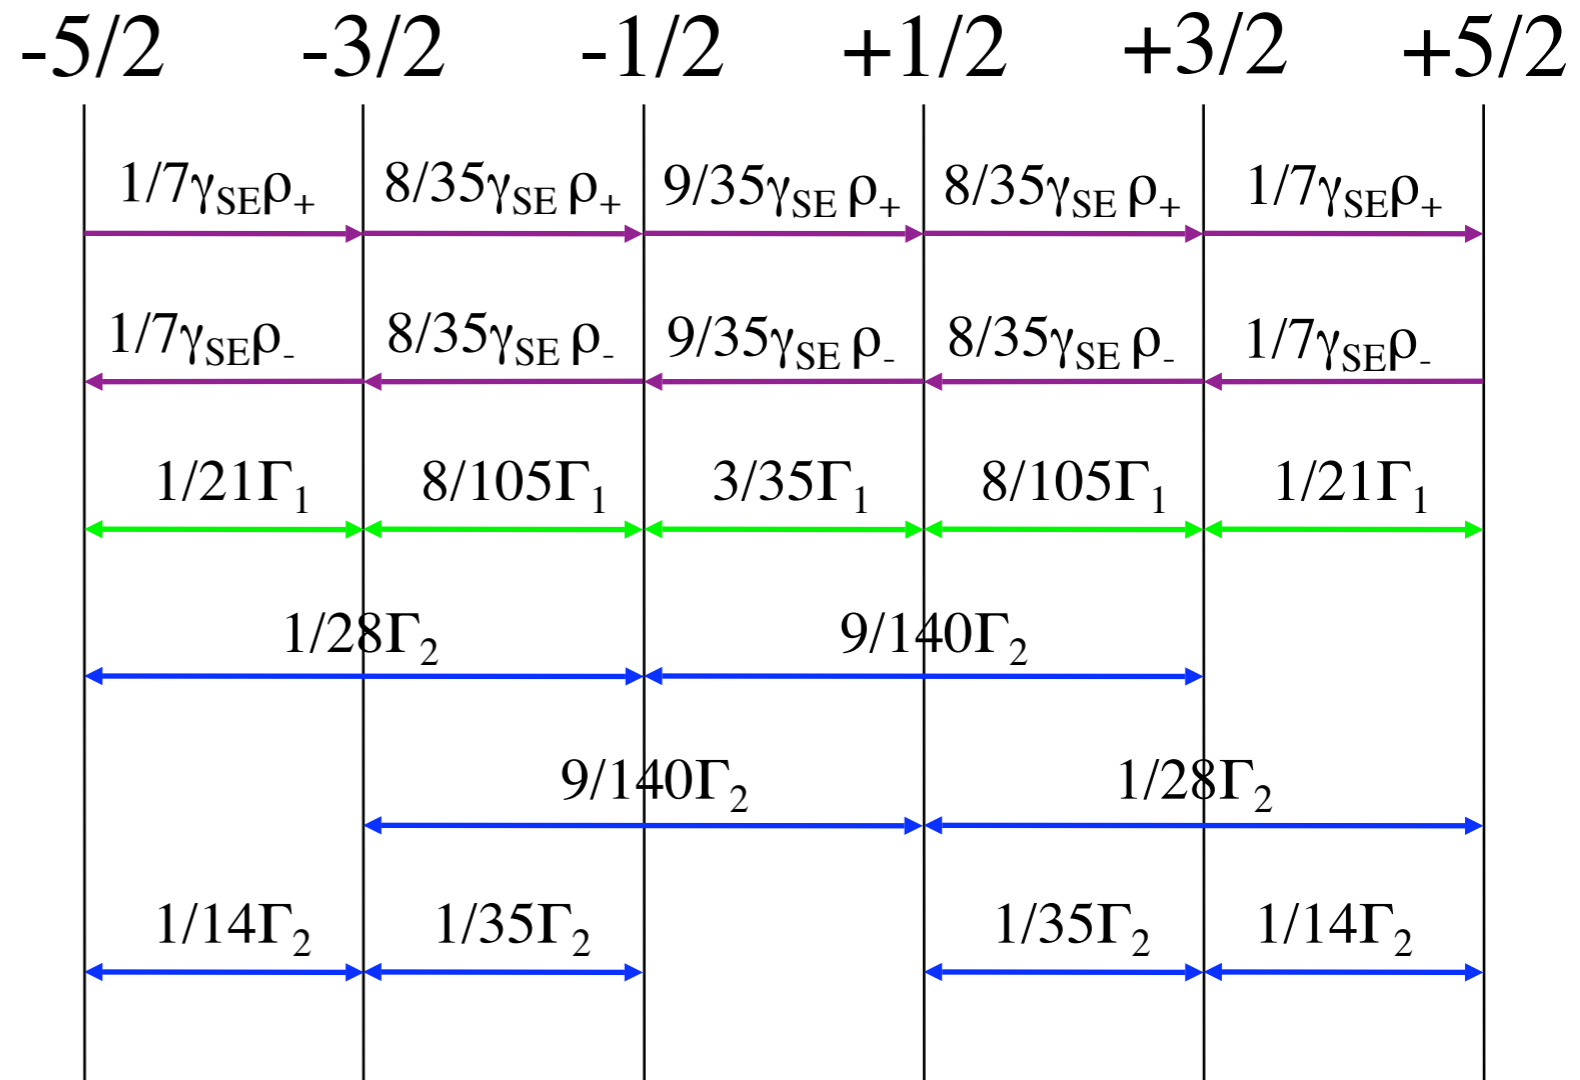 -5/2 -3/2 -1/2 +1/2 +3/2 +5/2
1/7γSEρ+ 8/35γSE ρ+ 9/35γSE ρ+ 8/35γSE ρ+ 1/7γSEρ+
1/7γSEρ- 8/35γSE ρ- 9/35γSE ρ- 8/35γSE ρ- 1/7γSEρ-
1/21Γ1 8/105Γ1 3/35Γ1 8/105Γ1 1/21Γ1
1/28Γ2 9/140Γ2
9/140Γ2 1/28Γ2
1/14Γ2 1/35Γ2 1/35Γ2 1/14Γ2